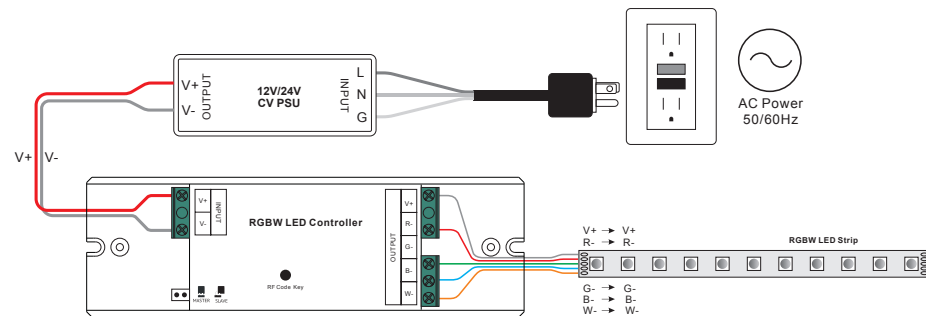 V+
V-
OUTPUT
12V/24V
CV PSU
INPUT
L
N
G
AC Power
50/60Hz
V+ V-
V+
V-
INPUT
RGBW LED Controller
OUTPUT
V+
R-
G-
B-
W-
RF Code Key
MASTER SLAVE
V+ → V+
R- → R-
RGBW LED Strip
G- → G-
B- → B-
W- → W-